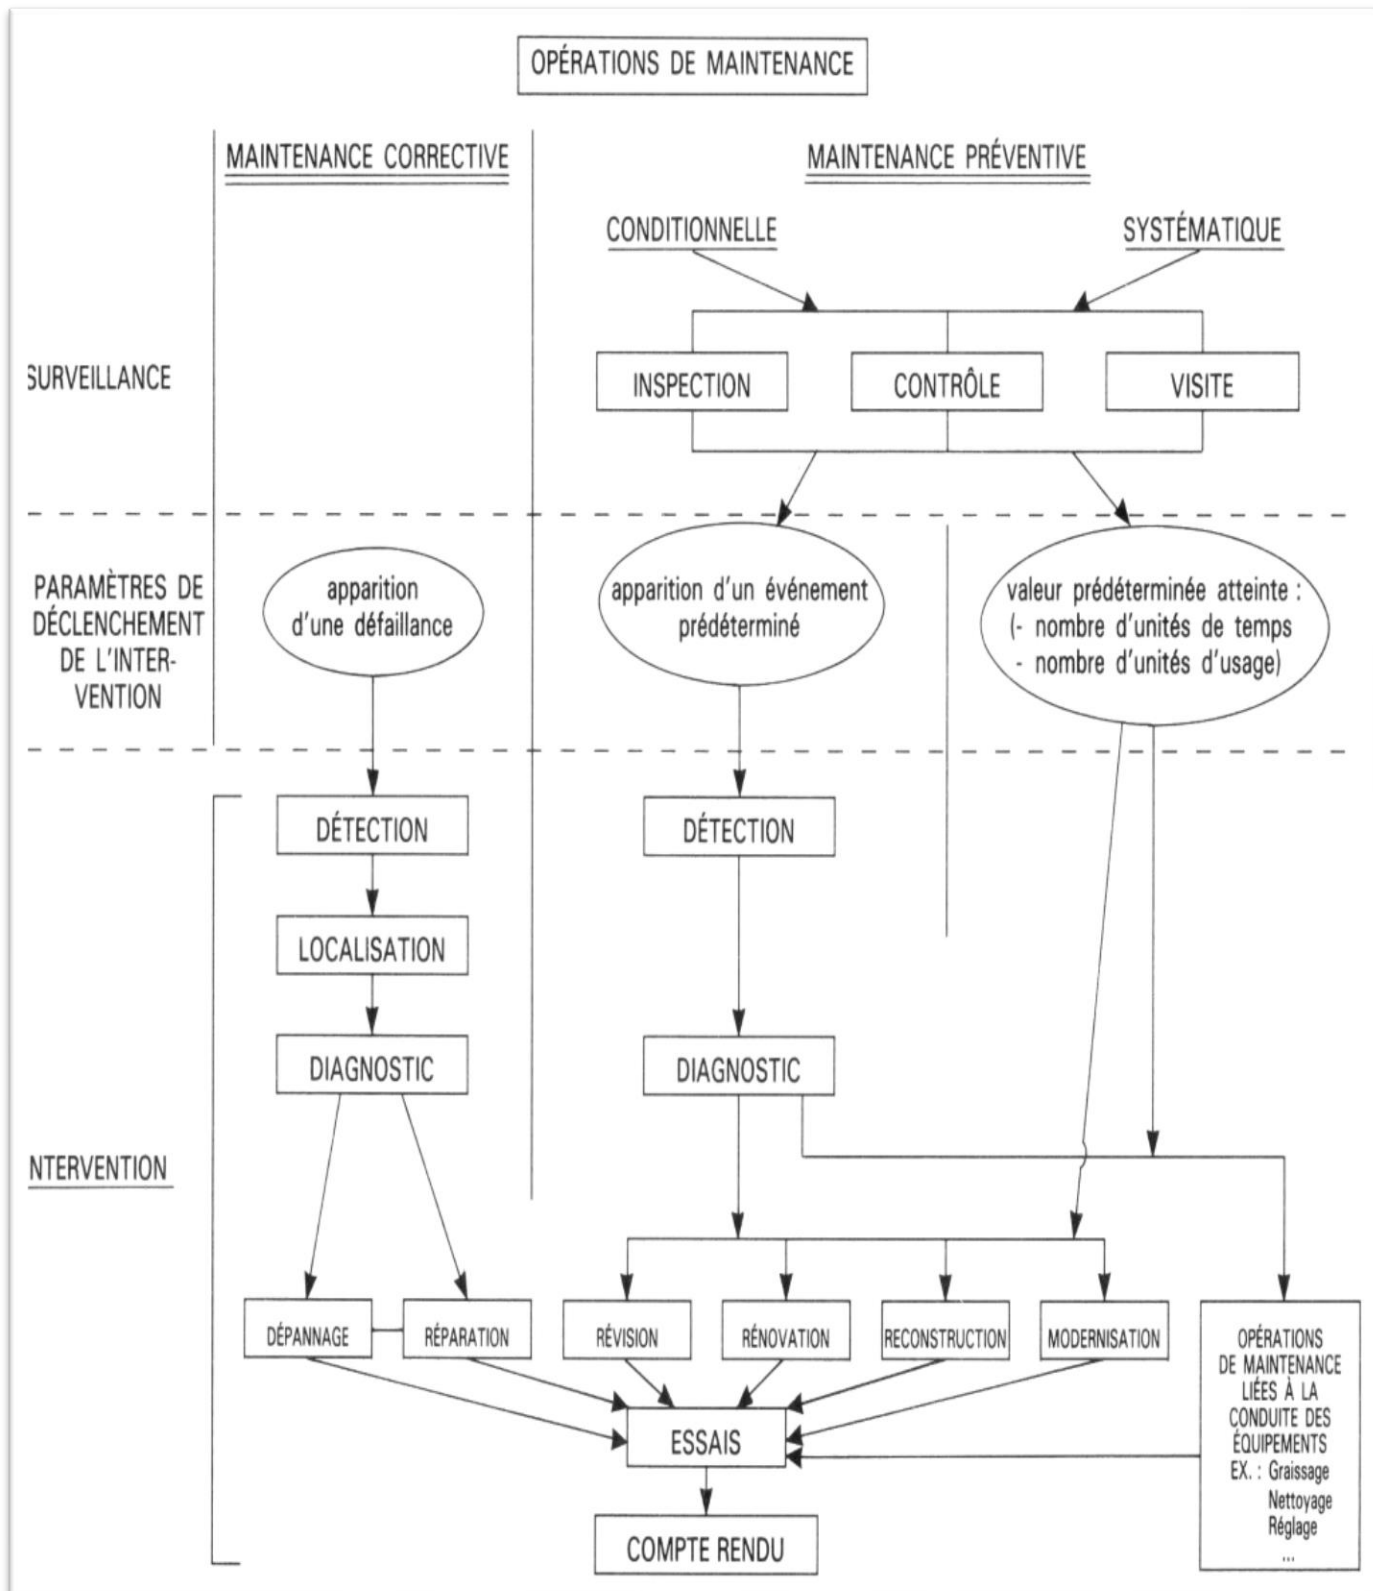 OPÉRATIONS DE MAINTENANCE
MAINTENANCE CORRECTIVE
MAINTENANCE PRÉVENTIVE
CONDITIONNELLE
SYSTÉMATIQUE
SURVEILLANCE
INSPECTION
CONTRÔLE
VISITE
PARAMÈTRES DE
DÉCLENCHEMENT
DE L'INTER-
VENTION
apparition
d'une défaillance
apparition d'un événement
prédéterminé
valeur prédéterminée atteinte :
(- nombre d'unités de temps
- nombre d'unités d'usage)
DÉTECTION
DÉTECTION
LOCALISATION
DIAGNOSTIC
DIAGNOSTIC
NTERVENTION
DÉPANNAGE
RÉPARATION
RÉVISION
RÉNOVATION
RECONSTRUCTION
MODERNISATION
OPÉRATIONS
DE MAINTENANCE
LIÉES À LA
CONDUITE DES
ÉQUIPEMENTS
EX. : Graissage
Nettoyage
Réglage
...
ESSAIS
COMPTE RENDU